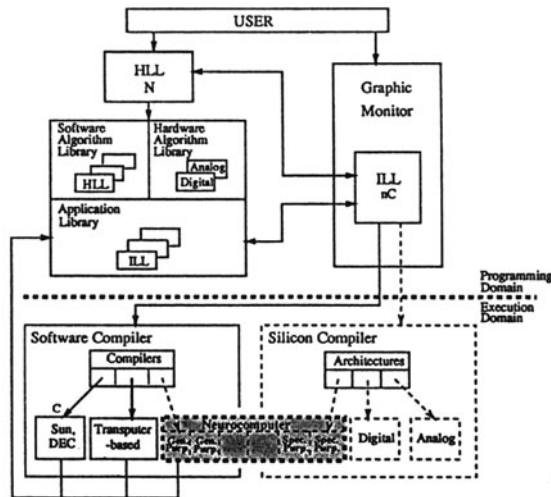 USER
HLL
N
Graphic
Monitor
Software
Algorithm
Library
Hardware
Algorithm
Library
Analog
Digital
HLL
ILL
nC
Application
Library
ILL
Programming
Domain
Execution
Domain
Software Compiler
Compilers
Silicon Compiler
Architectures
C
Sun,
DEC
Transputer
-based
Neurocomputer
Gen.
Purp.
Gen.
Purp.
Spec.
Purp.
Spec.
Purp.
Digital
Analog